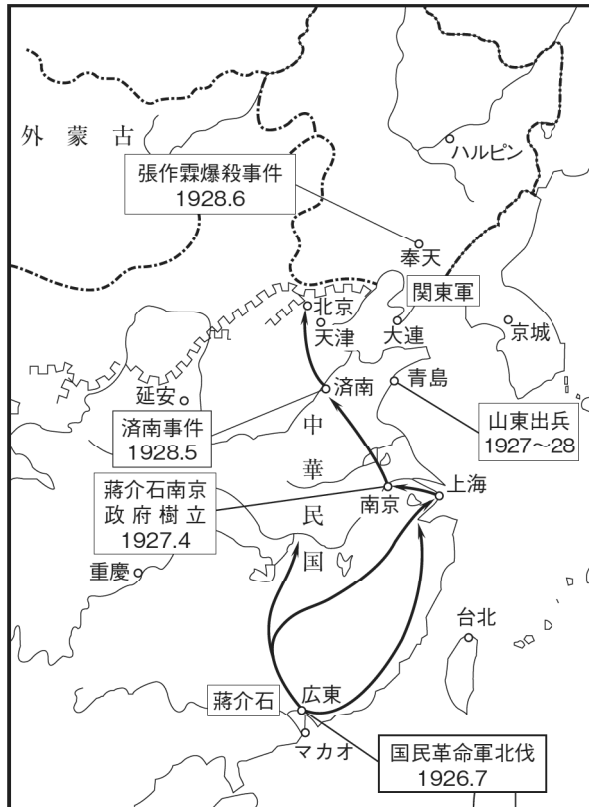 外蒙古
ハルピン
張作霖爆殺事件
1928.6
奉天
関東軍
北京
天津
大連
京城
済南
青島
延安
済南事件
1928.5
中華民国
山東出兵
1927〜28
蔣介石南京
政府樹立
1927.4
南京
上海
重慶
台北
蔣介石
広東
マカオ
国民革命軍北伐
1926.7